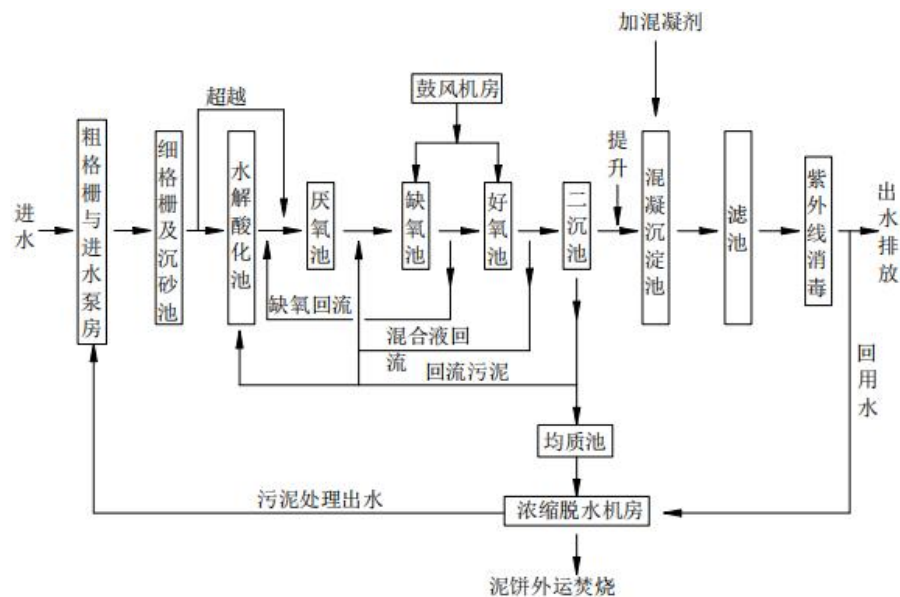 加混凝剂
鼓风机房
超越
提升
进水
粗格栅与进水泵房
细格栅及沉砂池
水解酸化池
厌氧池
缺氧池
好氧池
二沉池
混凝沉淀池
滤池
紫外线消毒
出水排放
缺氧回流
混合液回
流
回流污泥
回用水
均质池
污泥处理出水
浓缩脱水机房
泥饼外运焚烧